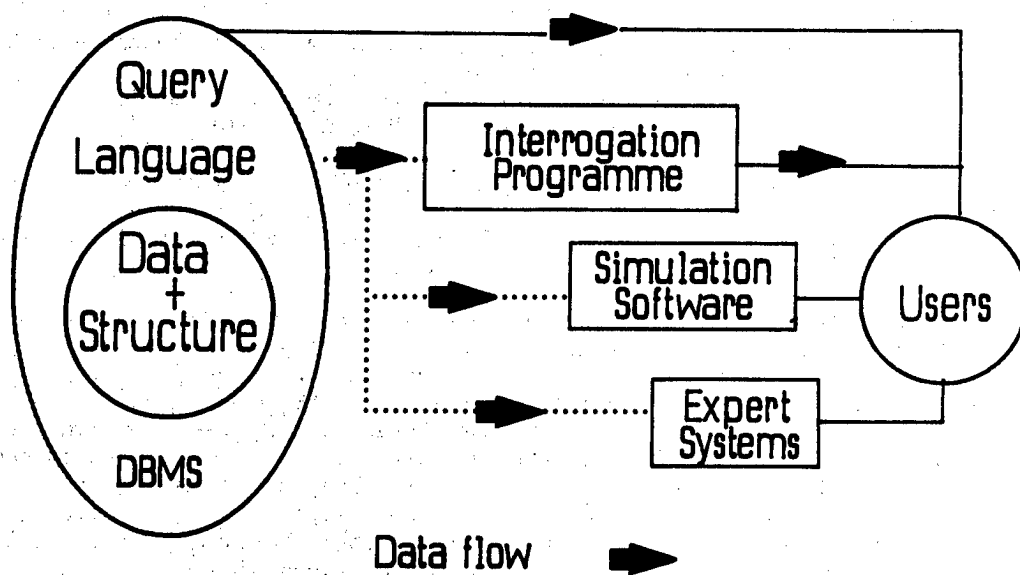 Query
Language
Data
+
Structure
DBMS
Interrogation
Programme
Simulation
Software
Expert
Systems
Users
Data flow